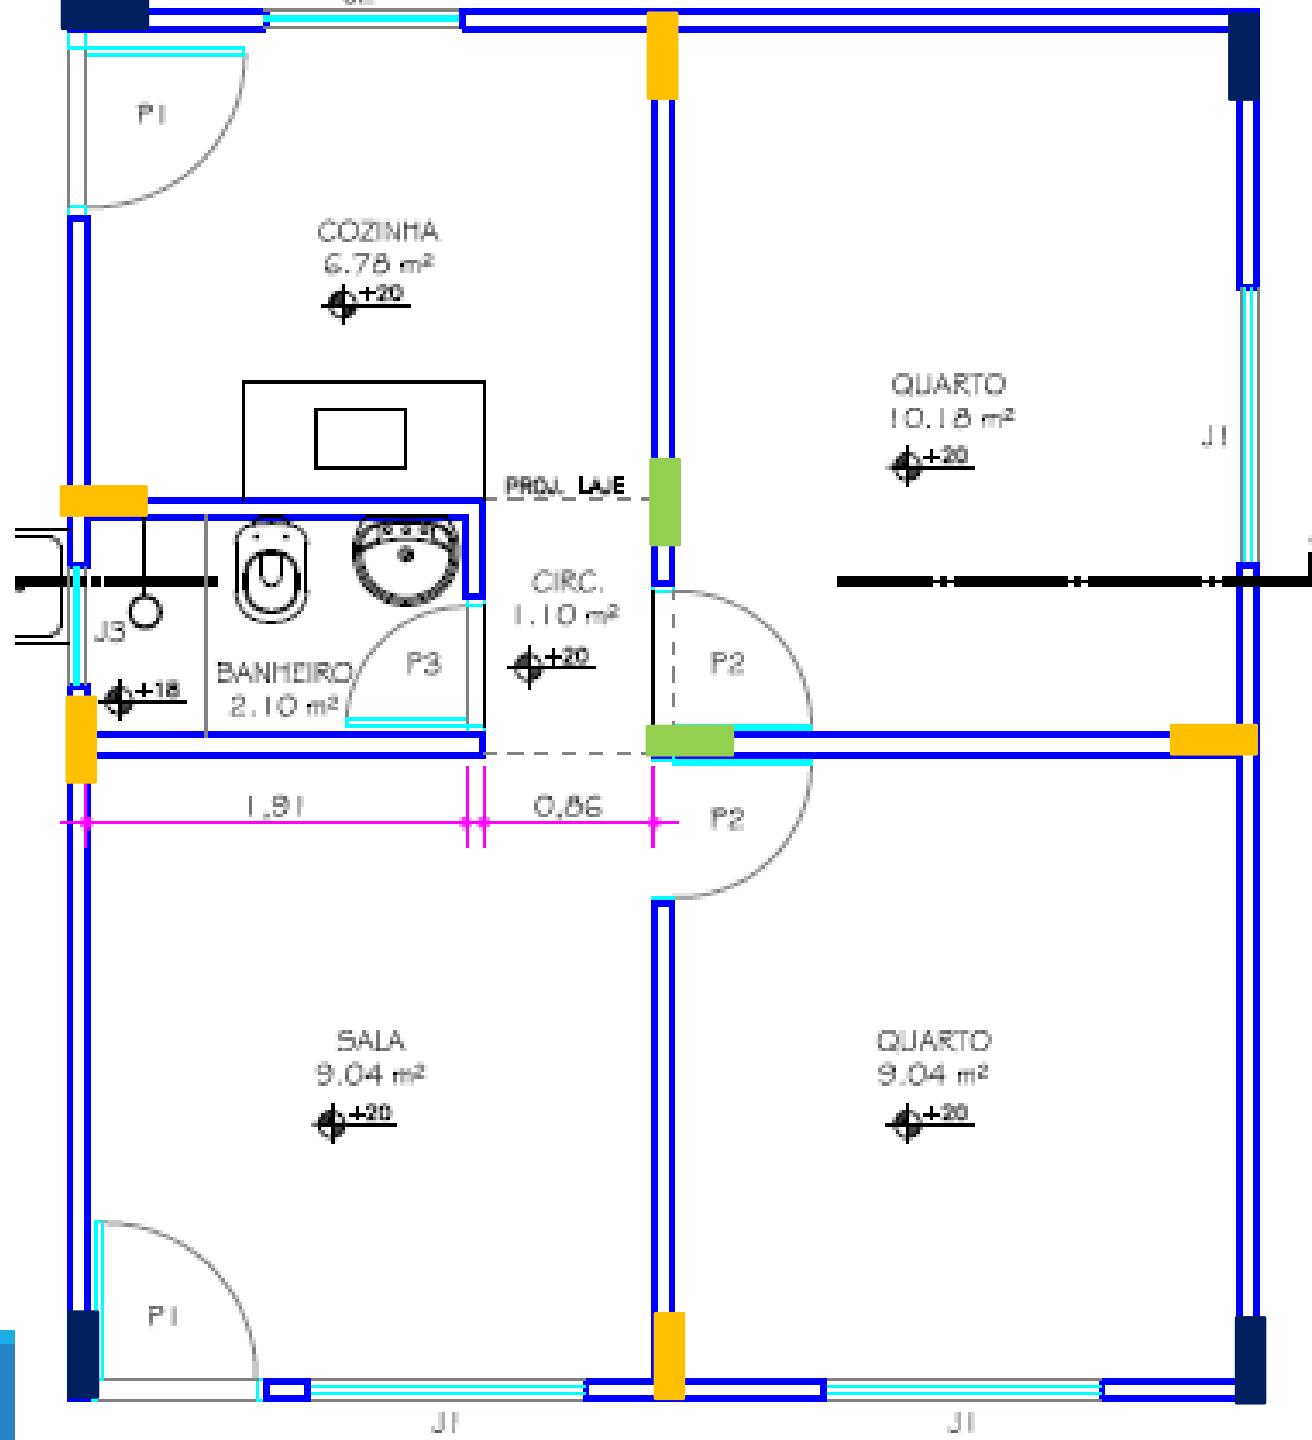 P1
COZINHA
6.78 m²
+20
QUARTO
10.18 m²
+20
J1
PROJ. LAJE
CIRC.
1.10 m²
+20
J3
+18
BANHEIRO
2.10 m²
P3
P2
1,91
0,86
P2
SALA
9.04 m²
+20
QUARTO
9.04 m²
+20
P1
J1
J1